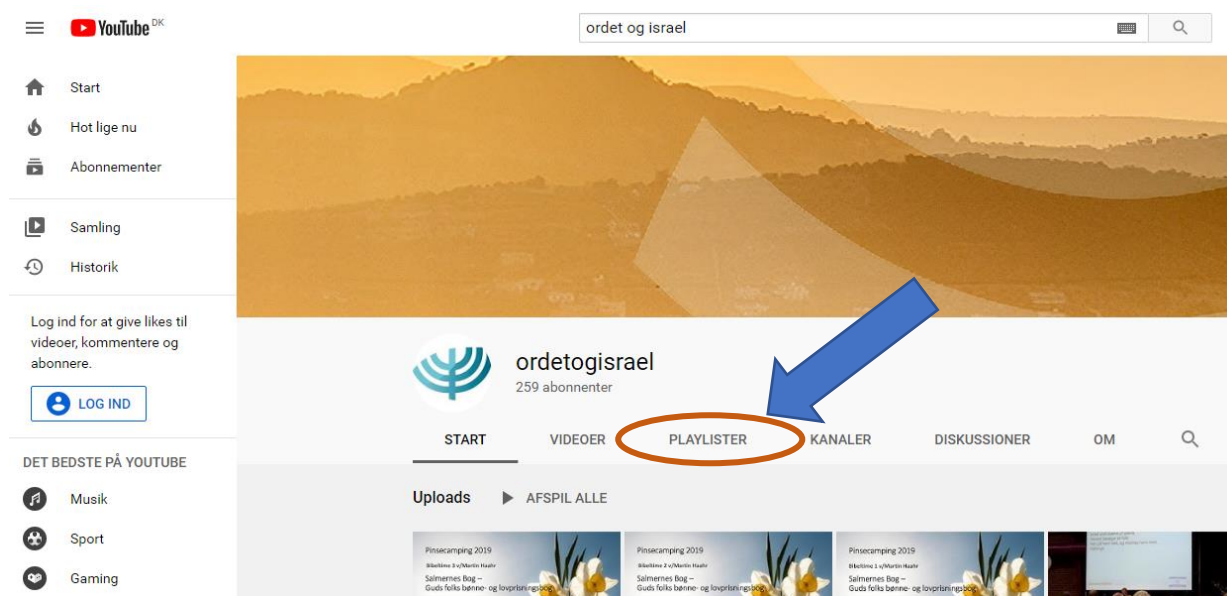 YouTube DK
ordet og israel
Start
Hot lige nu
Abonnementer
Samling
Historik
Log ind for at give likes til
videoer, kommentere og
abonnere.
LOG IND
DET BEDSTE PÅ YOUTUBE
Musik
Sport
Gaming
ordetogisrael
259 abonnenter
START VIDEOER PLAYLISTER KANALER DISKUSSIONER OM
Uploads AFSPIL ALLE
Pinsecamping 2019
Bibeltime 3 v/Martin Haahr
Salmernes Bog –
Guds folks bønne- og lovprisningsbog
Pinsecamping 2019
Bibeltime 2 v/Martin Haahr
Salmernes Bog –
Guds folks bønne- og lovprisningsbog
Pinsecamping 2019
Bibeltime 1 v/Martin Haahr
Salmernes Bog –
Guds folks bønne- og lovprisningsbog